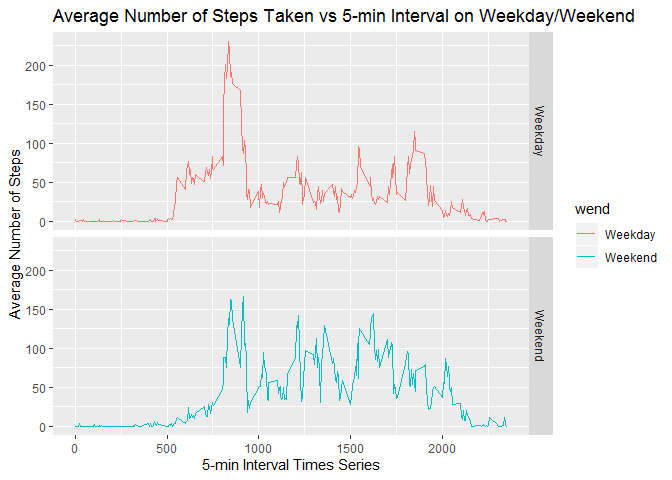 Average Number of Steps Taken vs 5-min Interval on Weekday/Weekend
Average Number of Steps
200
150
100
50
0
Weekday
200
150
100
50
0
Weekend
0 500 1000 1500 2000
5-min Interval Times Series
wend
Weekday
Weekend